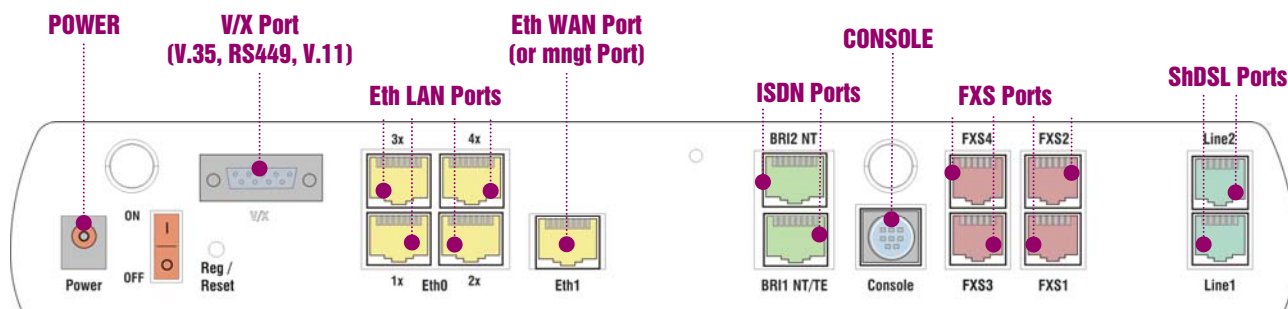 POWER
V/X Port
(V.35, RS449, V.11)
Eth WAN Port
(or mngt Port)
CONSOLE
Eth LAN Ports
ISDN Ports
FXS Ports
ShDSL Ports
3x
4x
BRI2 NT
FXS4
FXS2
Line2
ON
OFF
V/X
Reg /
Reset
Power
1x
Eth0
2x
Eth1
BRI1 NT/TE
Console
FXS3
FXS1
Line1